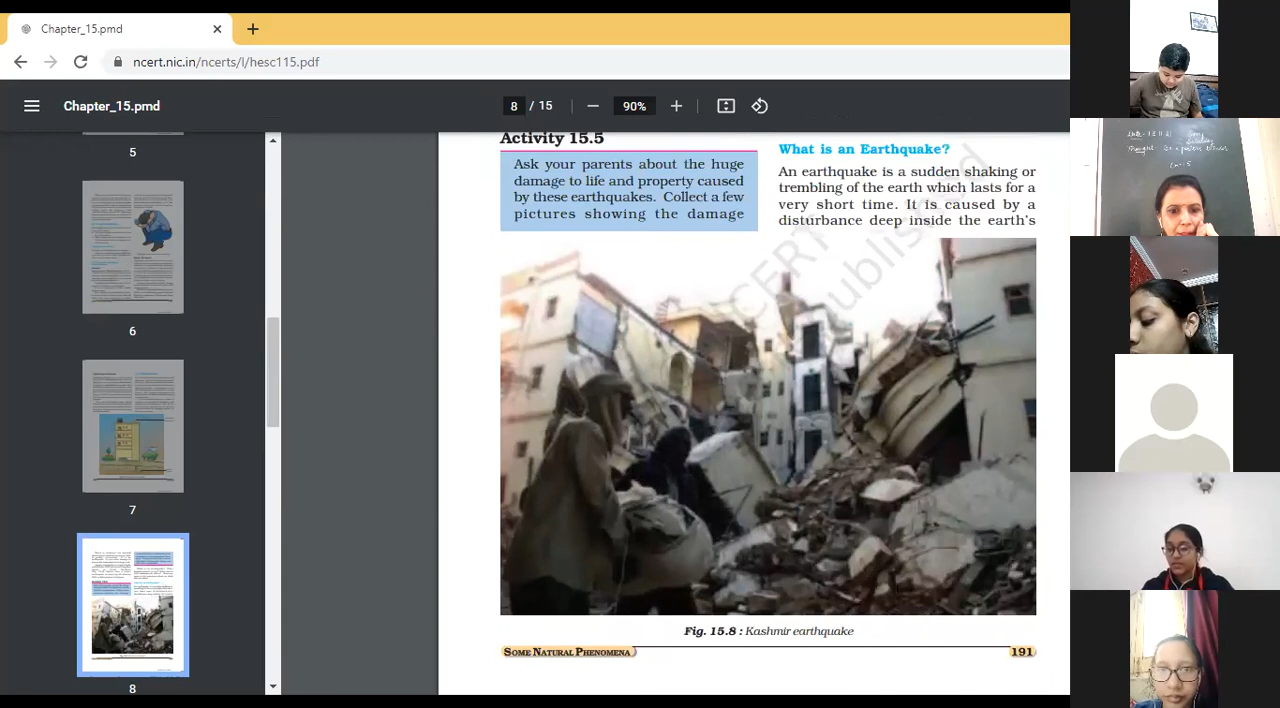 Chapter_15.pmd
ncert.nic.in/ncerts/l/hesc115.pdf
Chapter_15.pmd
8 / 15
90%
5
6
7
8
Activity 15.5
Ask your parents about the huge
damage to life and property caused
by these earthquakes. Collect a few
pictures showing the damage
What is an Earthquake?
An earthquake is a sudden shaking or
trembling of the earth which lasts for a
very short time. It is caused by a
disturbance deep inside the earth's
Fig. 15.8 : Kashmir earthquake
SOME NATURAL PHENOMENA
191